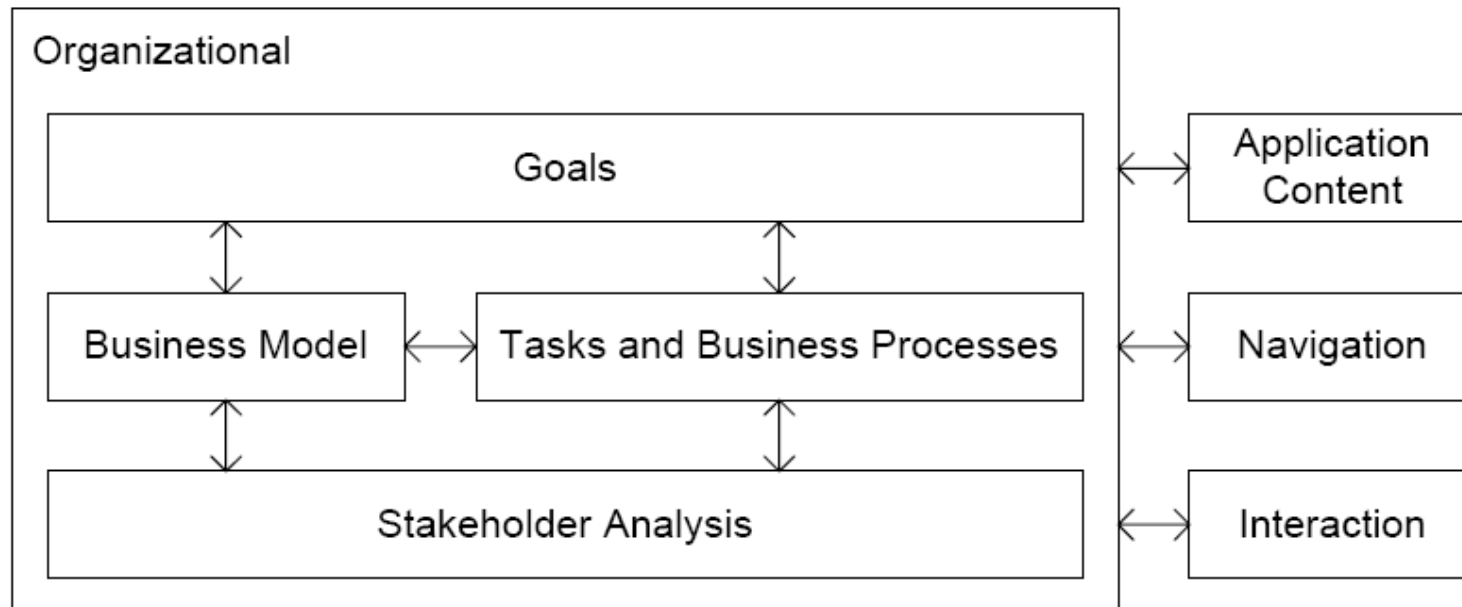 Organizational
Goals
Application
Content
Business Model
Tasks and Business Processes
Navigation
Stakeholder Analysis
Interaction